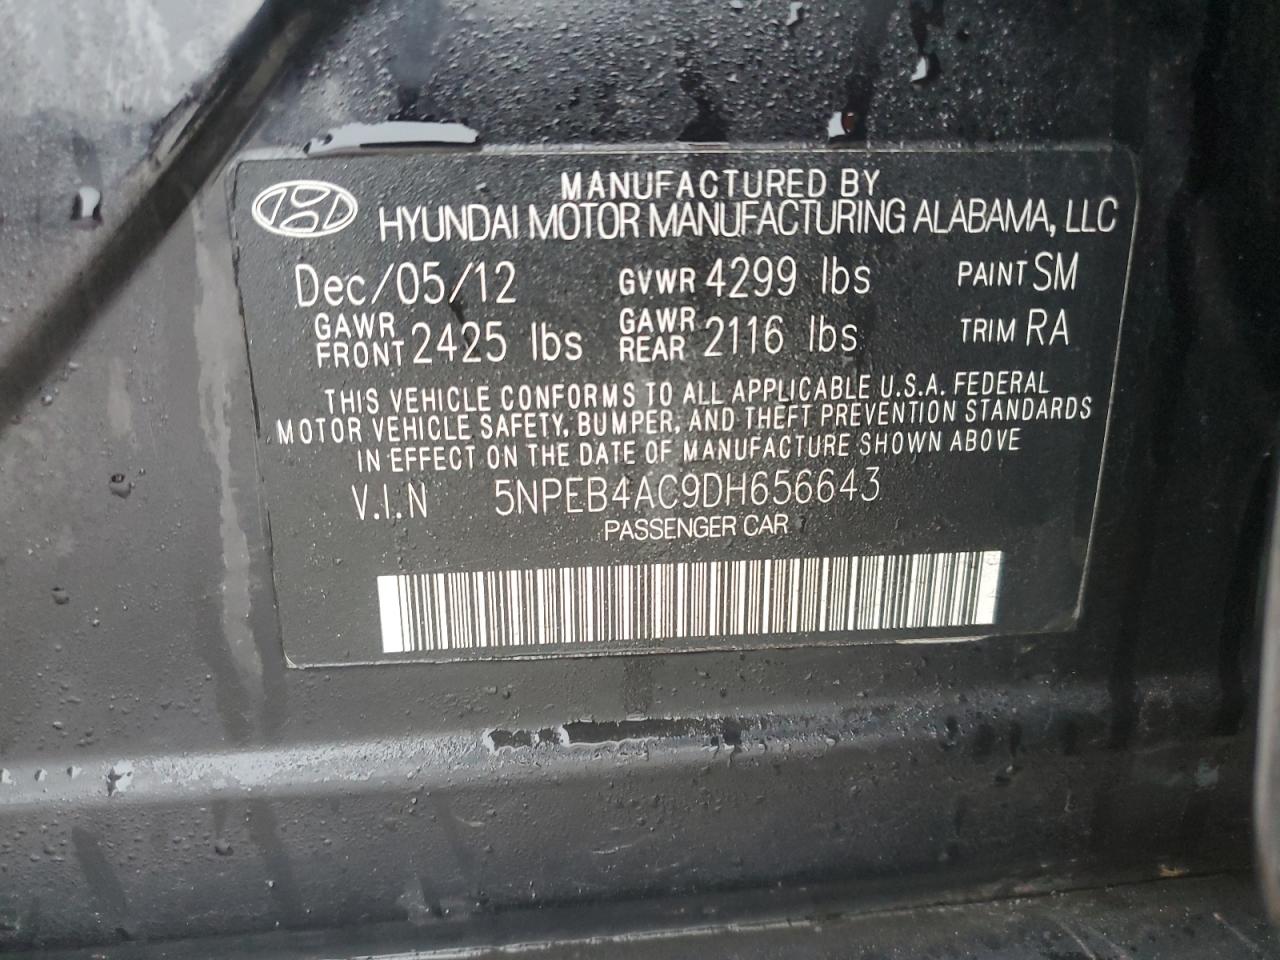 MANUFACTURED BY
HYUNDAI MOTOR MANUFACTURING ALABAMA, LLC
Dec/05/12 GVWR 4299 lbs PAINT SM
GAWR FRONT 2425 lbs GAWR REAR 2116 lbs TRIM RA
THIS VEHICLE CONFORMS TO ALL APPLICABLE U.S.A. FEDERAL
MOTOR VEHICLE SAFETY, BUMPER, AND THEFT PREVENTION STANDARDS
IN EFFECT ON THE DATE OF MANUFACTURE SHOWN ABOVE
V.I.N 5NPEB4AC9DH656643
PASSENGER CAR